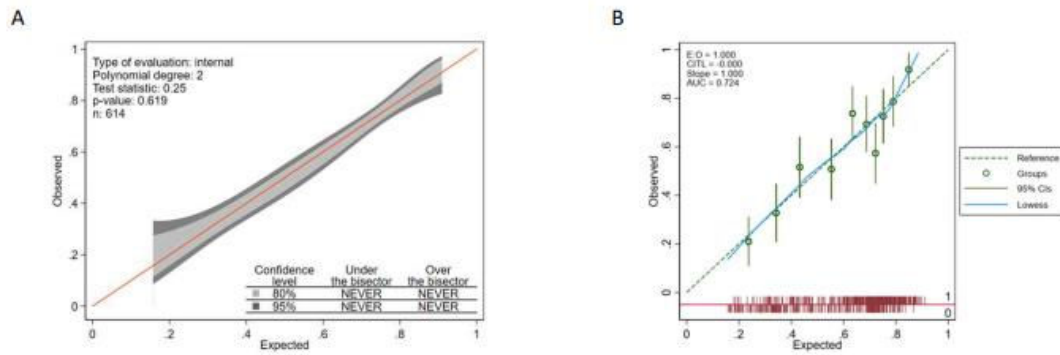 A
Type of evaluation: internal
Polynomial degree: 2
Test statistic: 0.25
p-value: 0.619
n: 614
Observed
1
.8
.6
.4
.2
0
Confidence level Under the bisector Over the bisector
80% NEVER NEVER
95% NEVER NEVER
0 .2 .4 .6 .8 1
Expected
B
E:O = 1.000
CITL = -0.000
Slope = 1.000
AUC = 0.724
Observed
1
.8
.6
.4
.2
0
1
0
0 .2 .4 .6 .8 1
Expected
Reference
Groups
95% CIs
Lowess